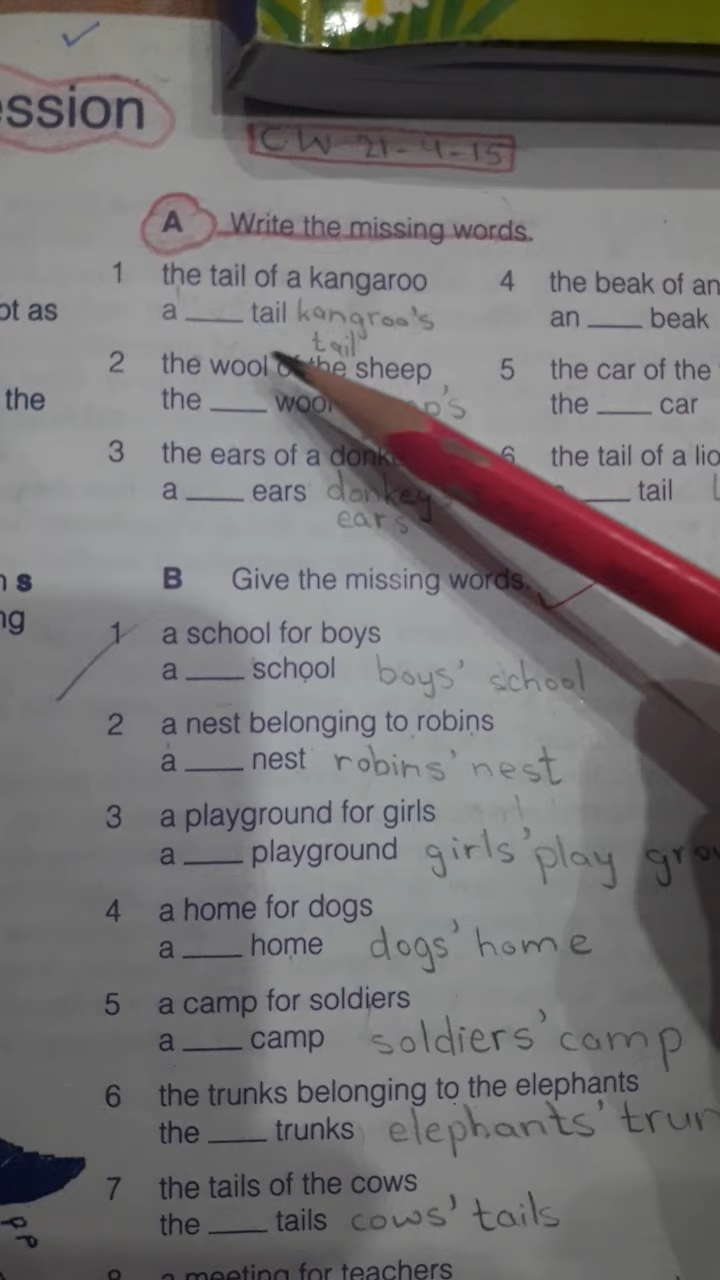 ssion
CW 21-4-15
A Write the missing words.
1 the tail of a kangaroo
a ____ tail kangroo's
tail
2 the wool of the sheep
the ____ wool
3 the ears of a
a ____ ears donkey
ears
4 the beak of an
an ____ beak
5 the car of the
the ____ car
6 the tail of a
____ tail
ot as
the
B Give the missing words.
s
1 a school for boys
a ____ school boys' school
2 a nest belonging to robins
a ____ nest robins' nest
3 a playground for girls
a ____ playground girls' play
4 a home for dogs
a ____ home dogs' home
5 a camp for soldiers
a ____ camp soldiers' camp
6 the trunks belonging to the elephants
the ____ trunks elephants'
7 the tails of the cows
the ____ tails cows' tails
8 a meeting for teachers